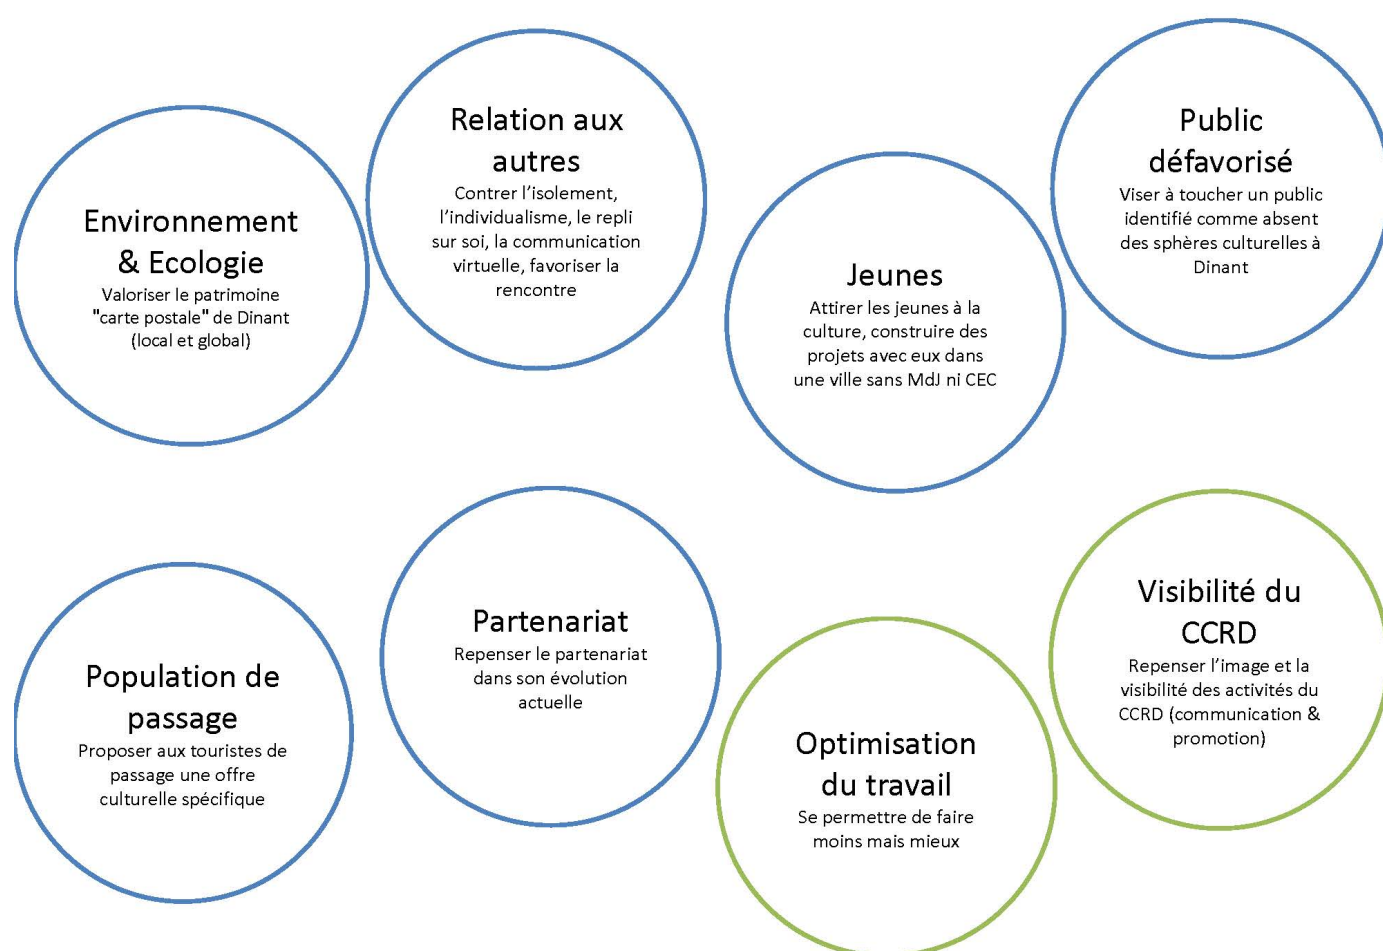 Environnement
& Ecologie
Valoriser le patrimoine
"carte postale" de Dinant
(local et global)
Relation aux
autres
Contrer l’isolement,
l’individualisme, le repli
sur soi, la communication
virtuelle, favoriser la
rencontre
Jeunes
Attirer les jeunes à la
culture, construire des
projets avec eux dans
une ville sans MdJ ni CEC
Public
défavorisé
Viser à toucher un public
identifié comme absent
des sphères culturelles à
Dinant
Population de
passage
Proposer aux touristes de
passage une offre
culturelle spécifique
Partenariat
Repenser le partenariat
dans son évolution
actuelle
Optimisation
du travail
Se permettre de faire
moins mais mieux
Visibilité du
CCRD
Repenser l’image et la
visibilité des activités du
CCRD (communication &
promotion)